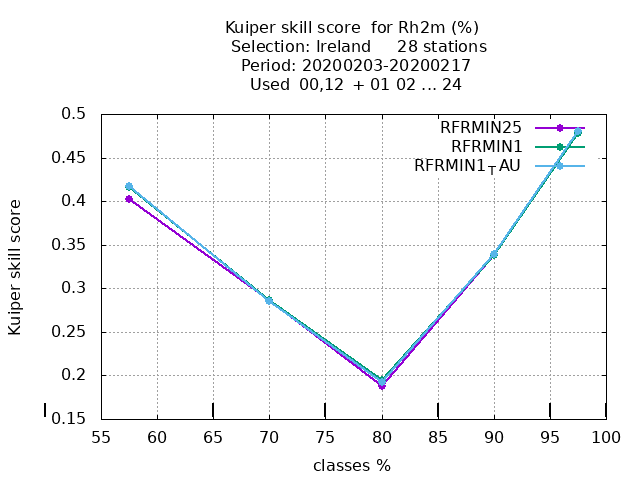 Kuiper skill score  for Rh2m (%)
Selection: Ireland     28 stations
Period: 20200203-20200217
Used  00,12  + 01 02 ... 24
RFRMIN25
RFRMIN1
RFRMIN1TAU
Kuiper skill score
0.5
0.45
0.4
0.35
0.3
0.25
0.2
0.15
55 60 65 70 75 80 85 90 95 100
classes %